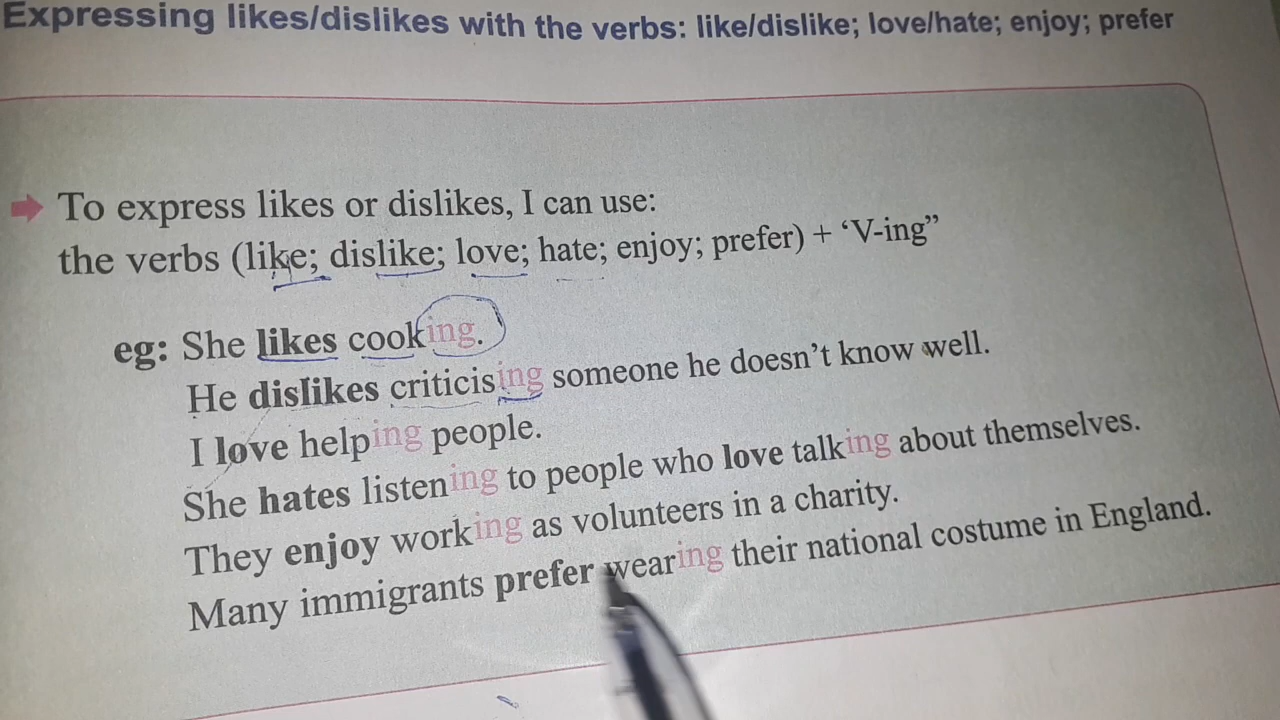 Expressing likes/dislikes with the verbs: like/dislike; love/hate; enjoy; prefer
To express likes or dislikes, I can use:
the verbs (like; dislike; love; hate; enjoy; prefer) + ‘V-ing”
eg: She likes cooking.
He dislikes criticising someone he doesn’t know well.
I love helping people.
She hates listening to people who love talking about themselves.
They enjoy working as volunteers in a charity.
Many immigrants prefer wearing their national costume in England.